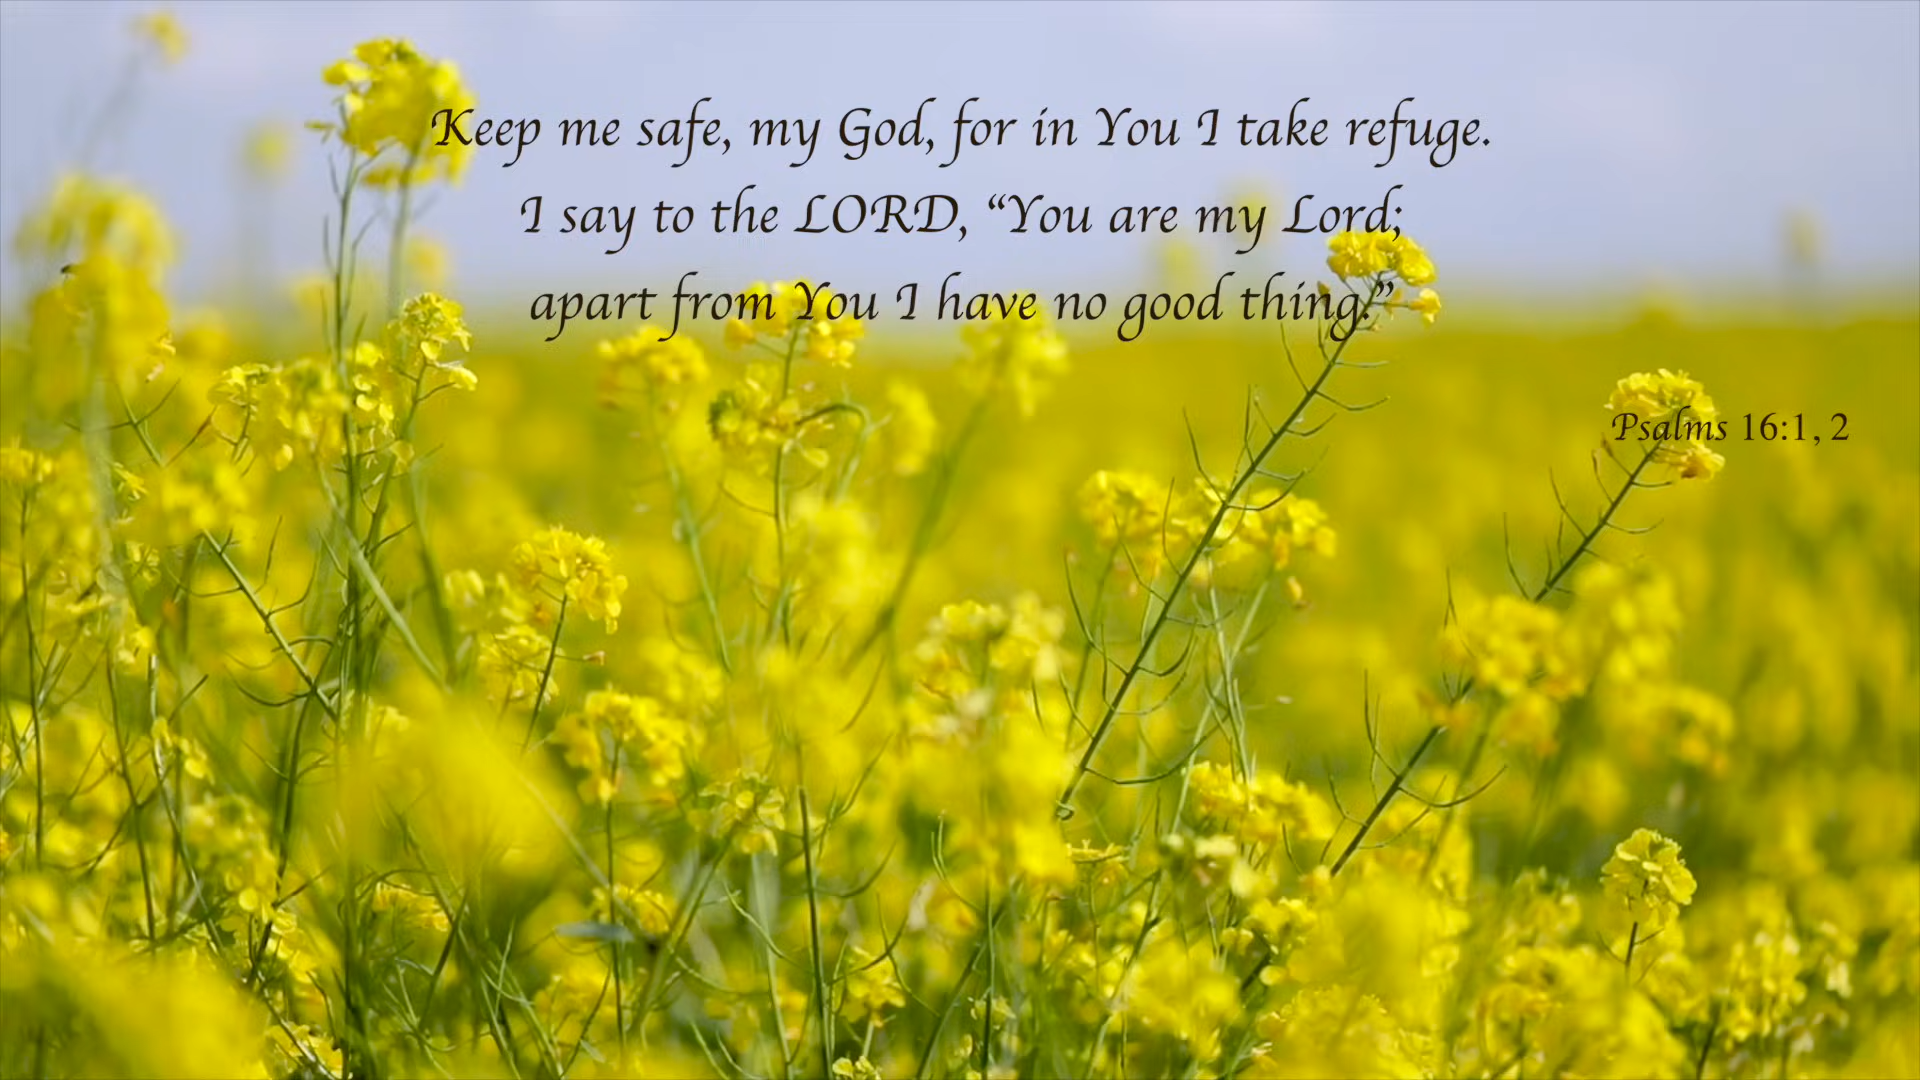 Keep me safe, my God, for in You I take refuge.
I say to the LORD, “You are my Lord;
apart from You I have no good thing.”
Psalms 16:1, 2